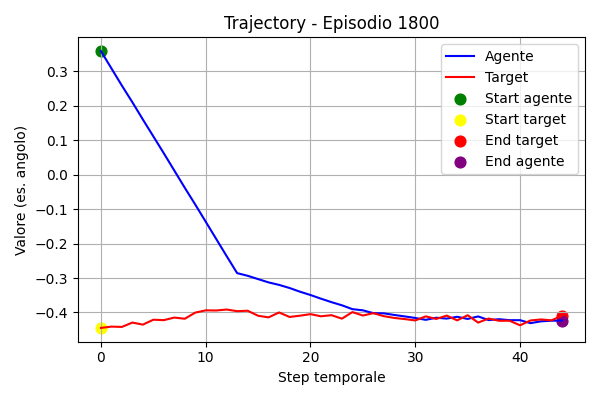 Trajectory - Episodio 1800
Agente
Target
Start agente
Start target
End target
End agente
Valore (es. angolo)
0.3
0.2
0.1
0.0
−0.1
−0.2
−0.3
−0.4
0 10 20 30 40
Step temporale